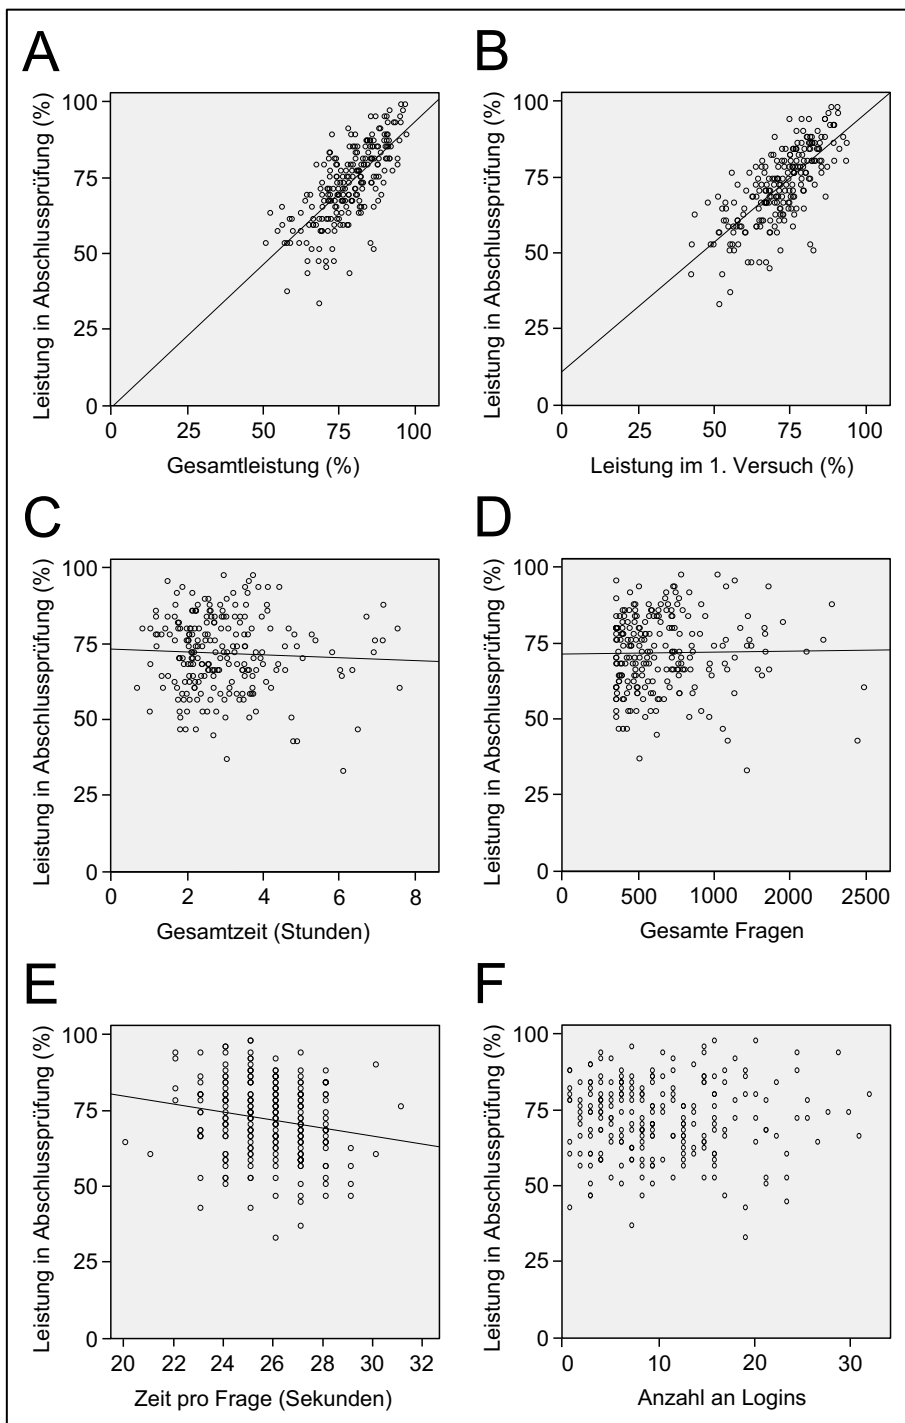 A
Leistung in Abschlussprüfung (%)
100
75
50
25
0
0 25 50 75 100
Gesamtleistung (%)
B
Leistung in Abschlussprüfung (%)
100
75
50
25
0
0 25 50 75 100
Leistung im 1. Versuch (%)
C
Leistung in Abschlussprüfung (%)
100
75
50
25
0
0 2 4 6 8
Gesamtzeit (Stunden)
D
Leistung in Abschlussprüfung (%)
100
75
50
25
0
0 500 1000 2000 2500
Gesamte Fragen
E
Leistung in Abschlussprüfung (%)
100
75
50
25
0
20 22 24 26 28 30 32
Zeit pro Frage (Sekunden)
F
Leistung in Abschlussprüfung (%)
100
75
50
25
0
0 10 20 30
Anzahl an Logins